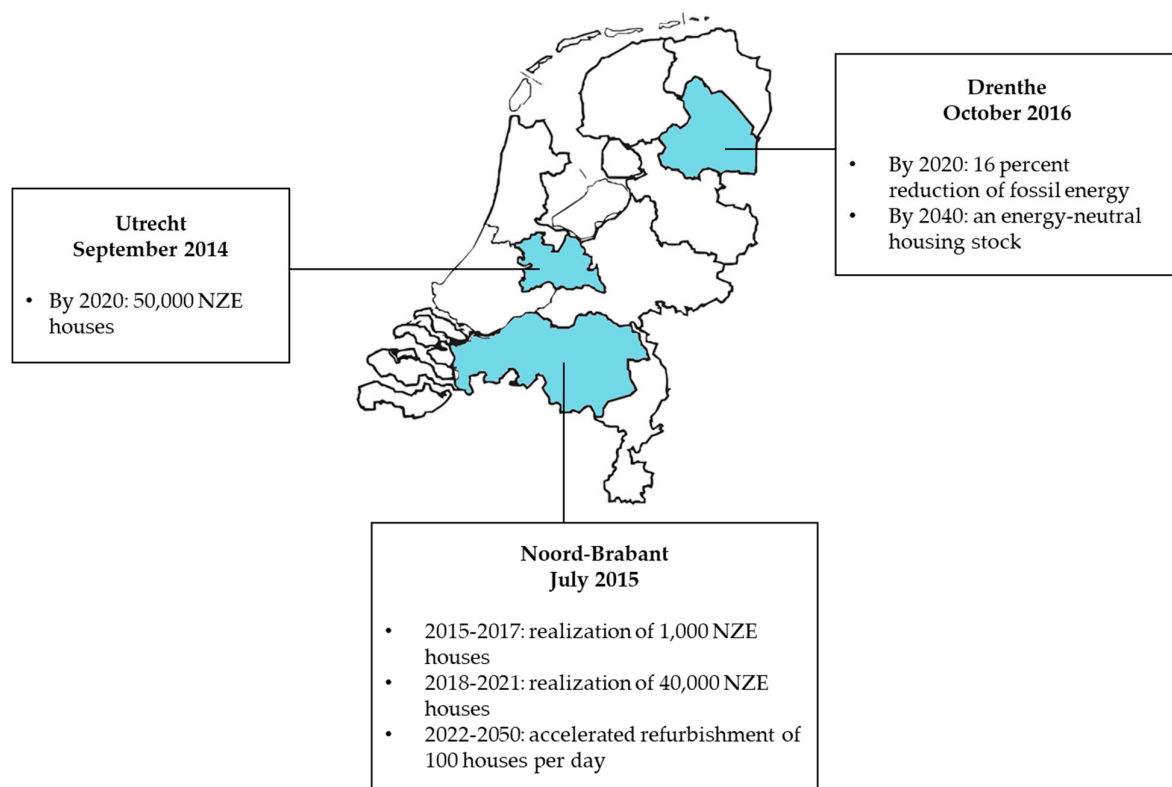 Drenthe
October 2016
• By 2020: 16 percent
reduction of fossil energy
• By 2040: an energy-neutral
housing stock
Utrecht
September 2014
• By 2020: 50,000 NZE
houses
Noord-Brabant
July 2015
• 2015-2017: realization of 1,000 NZE
houses
• 2018-2021: realization of 40,000 NZE
houses
• 2022-2050: accelerated refurbishment of
100 houses per day